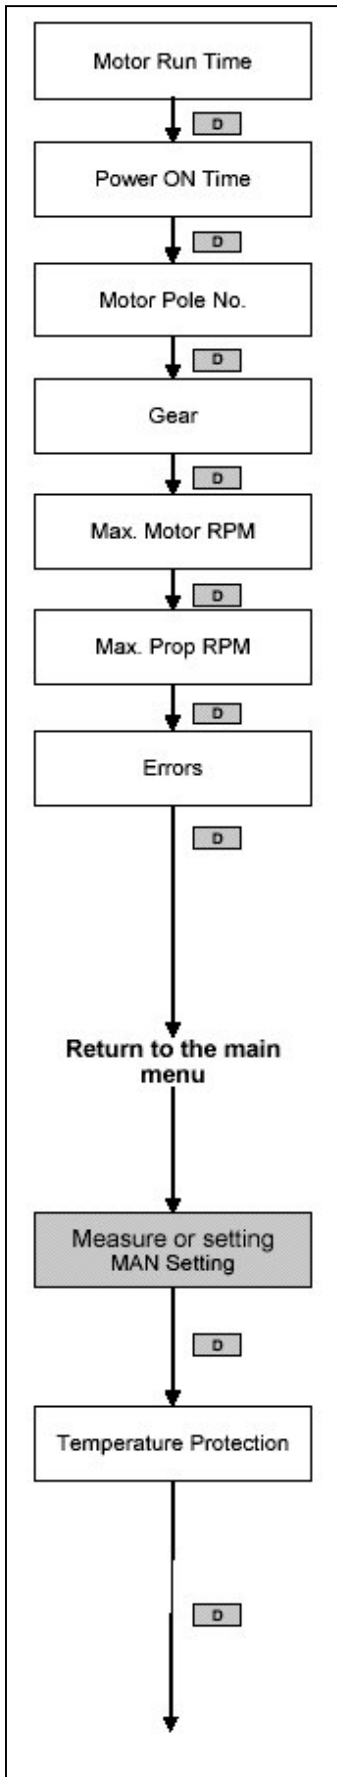 Motor Run Time
D
Power ON Time
D
Motor Pole No.
D
Gear
D
Max. Motor RPM
D
Max. Prop RPM
D
Errors
D
Return to the main
menu
Measure or setting
MAN Setting
D
Temperature Protection
D